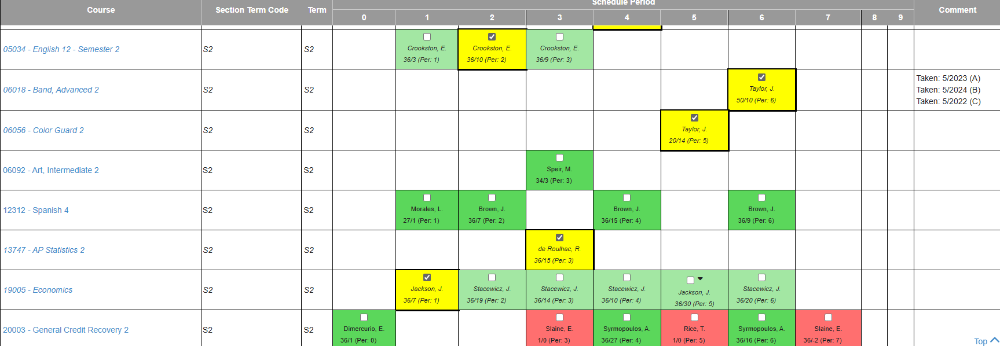 Course Section Term Code Term Schedule Period Comment
0 1 2 3 4 5 6 7 8 9
05034 - English 12 - Semester 2 S2 S2
Crookston, E. Crookston, E. Crookston, E.
36/3 (Per: 1) 36/10 (Per: 2) 36/9 (Per: 3)
06018 - Band, Advanced 2 S2 S2
Taylor, J.
50/10 (Per: 6)
Taken: 5/2023 (A)
Taken: 5/2024 (B)
Taken: 5/2022 (C)
06056 - Color Guard 2 S2 S2
Taylor, J.
20/14 (Per: 5)
06092 - Art, Intermediate 2 S2 S2
Speir, M.
34/3 (Per: 3)
12312 - Spanish 4 S2 S2
Morales, L. Brown, J. Brown, J. Brown, J.
27/1 (Per: 1) 36/7 (Per: 2) 36/15 (Per: 4) 36/9 (Per: 6)
13747 - AP Statistics 2 S2 S2
de Roulhac, R.
36/15 (Per: 3)
19005 - Economics S2 S2
Jackson, J. Stacewicz, J. Stacewicz, J. Stacewicz, J. Jackson, J. Stacewicz, J.
36/7 (Per: 1) 36/19 (Per: 2) 36/14 (Per: 3) 36/10 (Per: 4) 36/30 (Per: 5) 36/20 (Per: 6)
20003 - General Credit Recovery 2 S2 S2
Dimercurio, E. Slaine, E. Syrmopoulos, A. Rice, T. Syrmopoulos, A. Slaine, E.
36/1 (Per: 0) 1/0 (Per: 3) 36/27 (Per: 4) 1/0 (Per: 5) 36/16 (Per: 6) 36/-2 (Per: 7)
Top